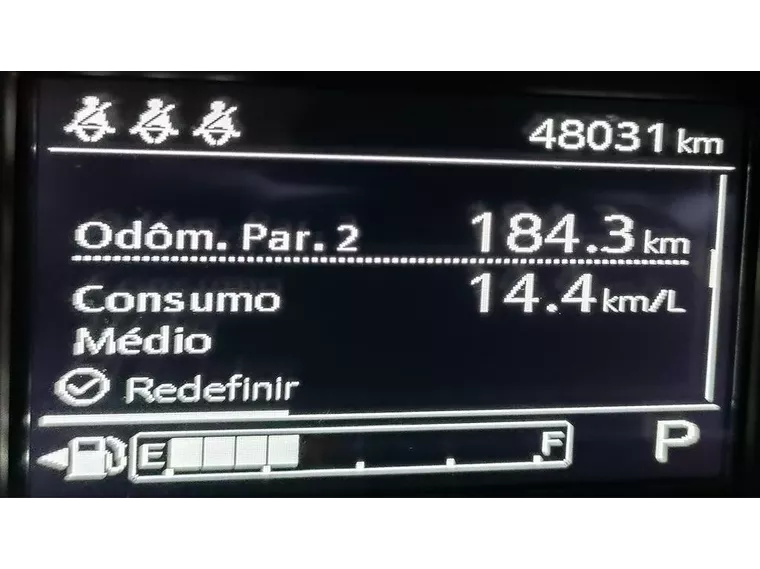 48031 km
Odôm. Par. 2 184.3 km
Consumo 14.4 km/L
Médio
Redefinir
E F P